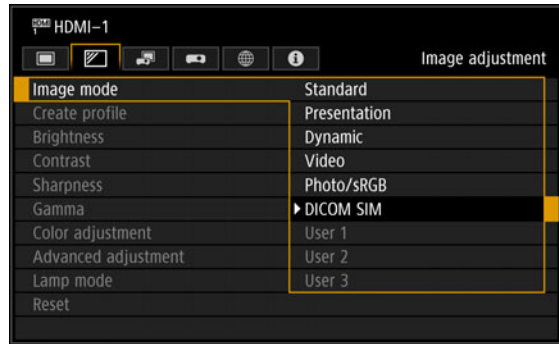 HDMI HDMI-1
Image adjustment
Image mode
Standard
Create profile
Presentation
Brightness
Dynamic
Contrast
Video
Sharpness
Photo/sRGB
Gamma
DICOM SIM
Color adjustment
User 1
Advanced adjustment
User 2
Lamp mode
User 3
Reset